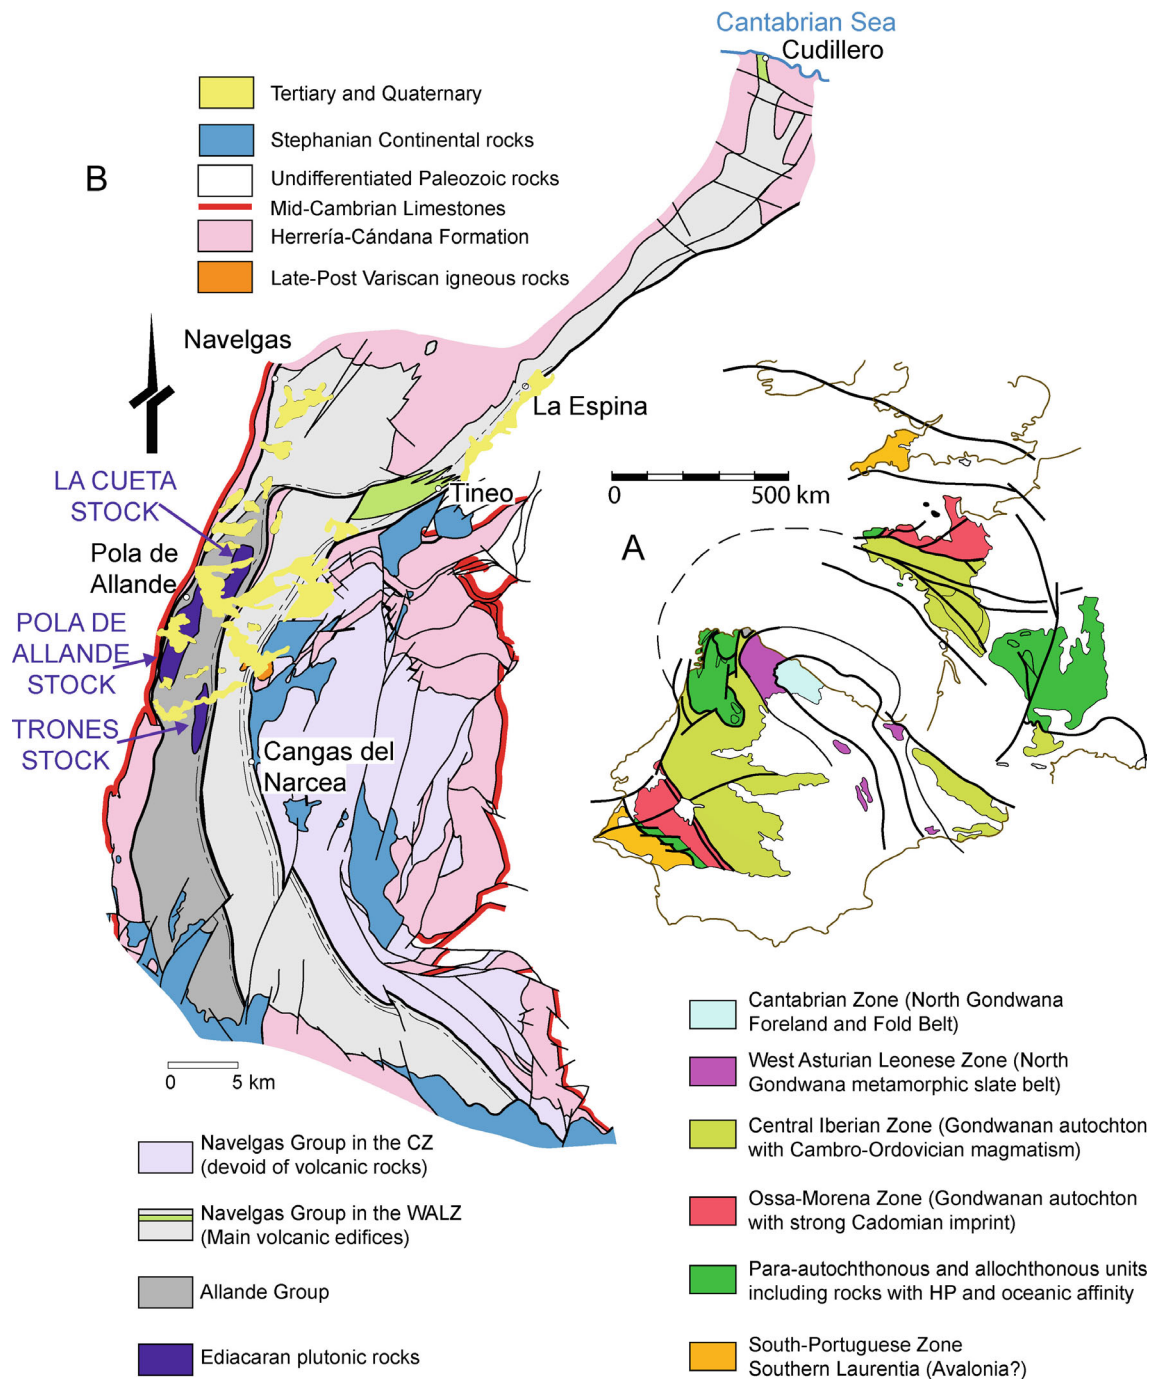 Cantabrian Sea
Cudillero
Tertiary and Quaternary
Stephanian Continental rocks
B
Undifferentiated Paleozoic rocks
Mid-Cambrian Limestones
Herrería-Cándana Formation
Late-Post Variscan igneous rocks
Navelgas
La Espina
LA CUETA
STOCK
Tineo
0
500 km
A
Pola de
Allande
POLA DE
ALLANDE
STOCK
TRONES
STOCK
Cangas del
Narcea
0
5 km
Navelgas Group in the CZ
(devoid of volcanic rocks)
Navelgas Group in the WALZ
(Main volcanic edifices)
Allande Group
Ediacaran plutonic rocks
Cantabrian Zone (North Gondwana
Foreland and Fold Belt)
West Asturian Leonese Zone (North
Gondwana metamorphic slate belt)
Central Iberian Zone (Gondwanan autochton
with Cambro-Ordovician magmatism)
Ossa-Morena Zone (Gondwanan autochton
with strong Cadomian imprint)
Para-autochthonous and allochthonous units
including rocks with HP and oceanic affinity
South-Portuguese Zone
Southern Laurentia (Avalonia?)